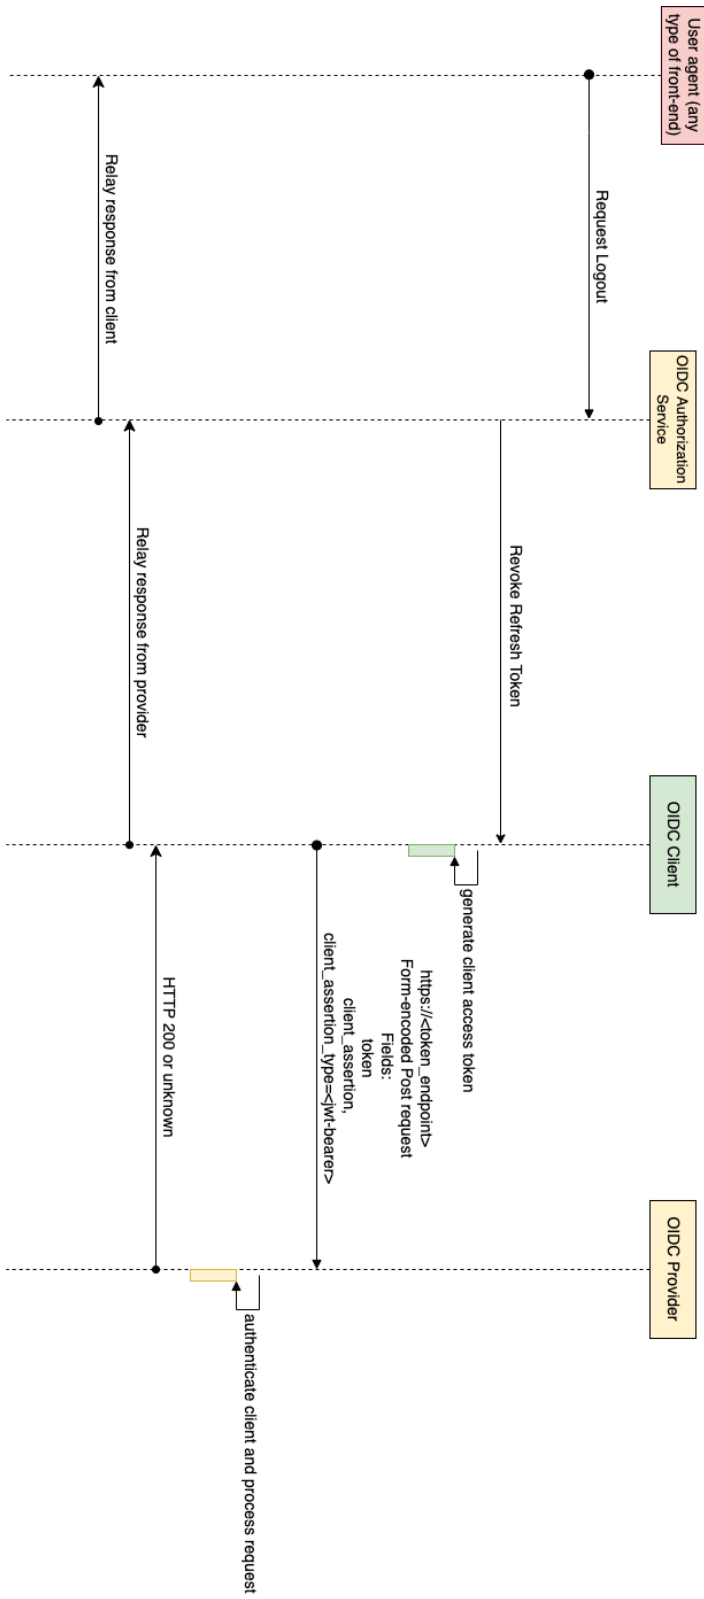 User agent (any
type of front-end)
OIDC Authorization
Service
OIDC Client
OIDC Provider
Request Logout
Revoke Refresh Token
generate client access token
https://<token_endpoint>
Form-encoded Post request
Fields:
token
client_assertion,
client_assertion_type=<jwt-bearer>
authenticate client and process request
HTTP 200 or unknown
Relay response from provider
Relay response from client